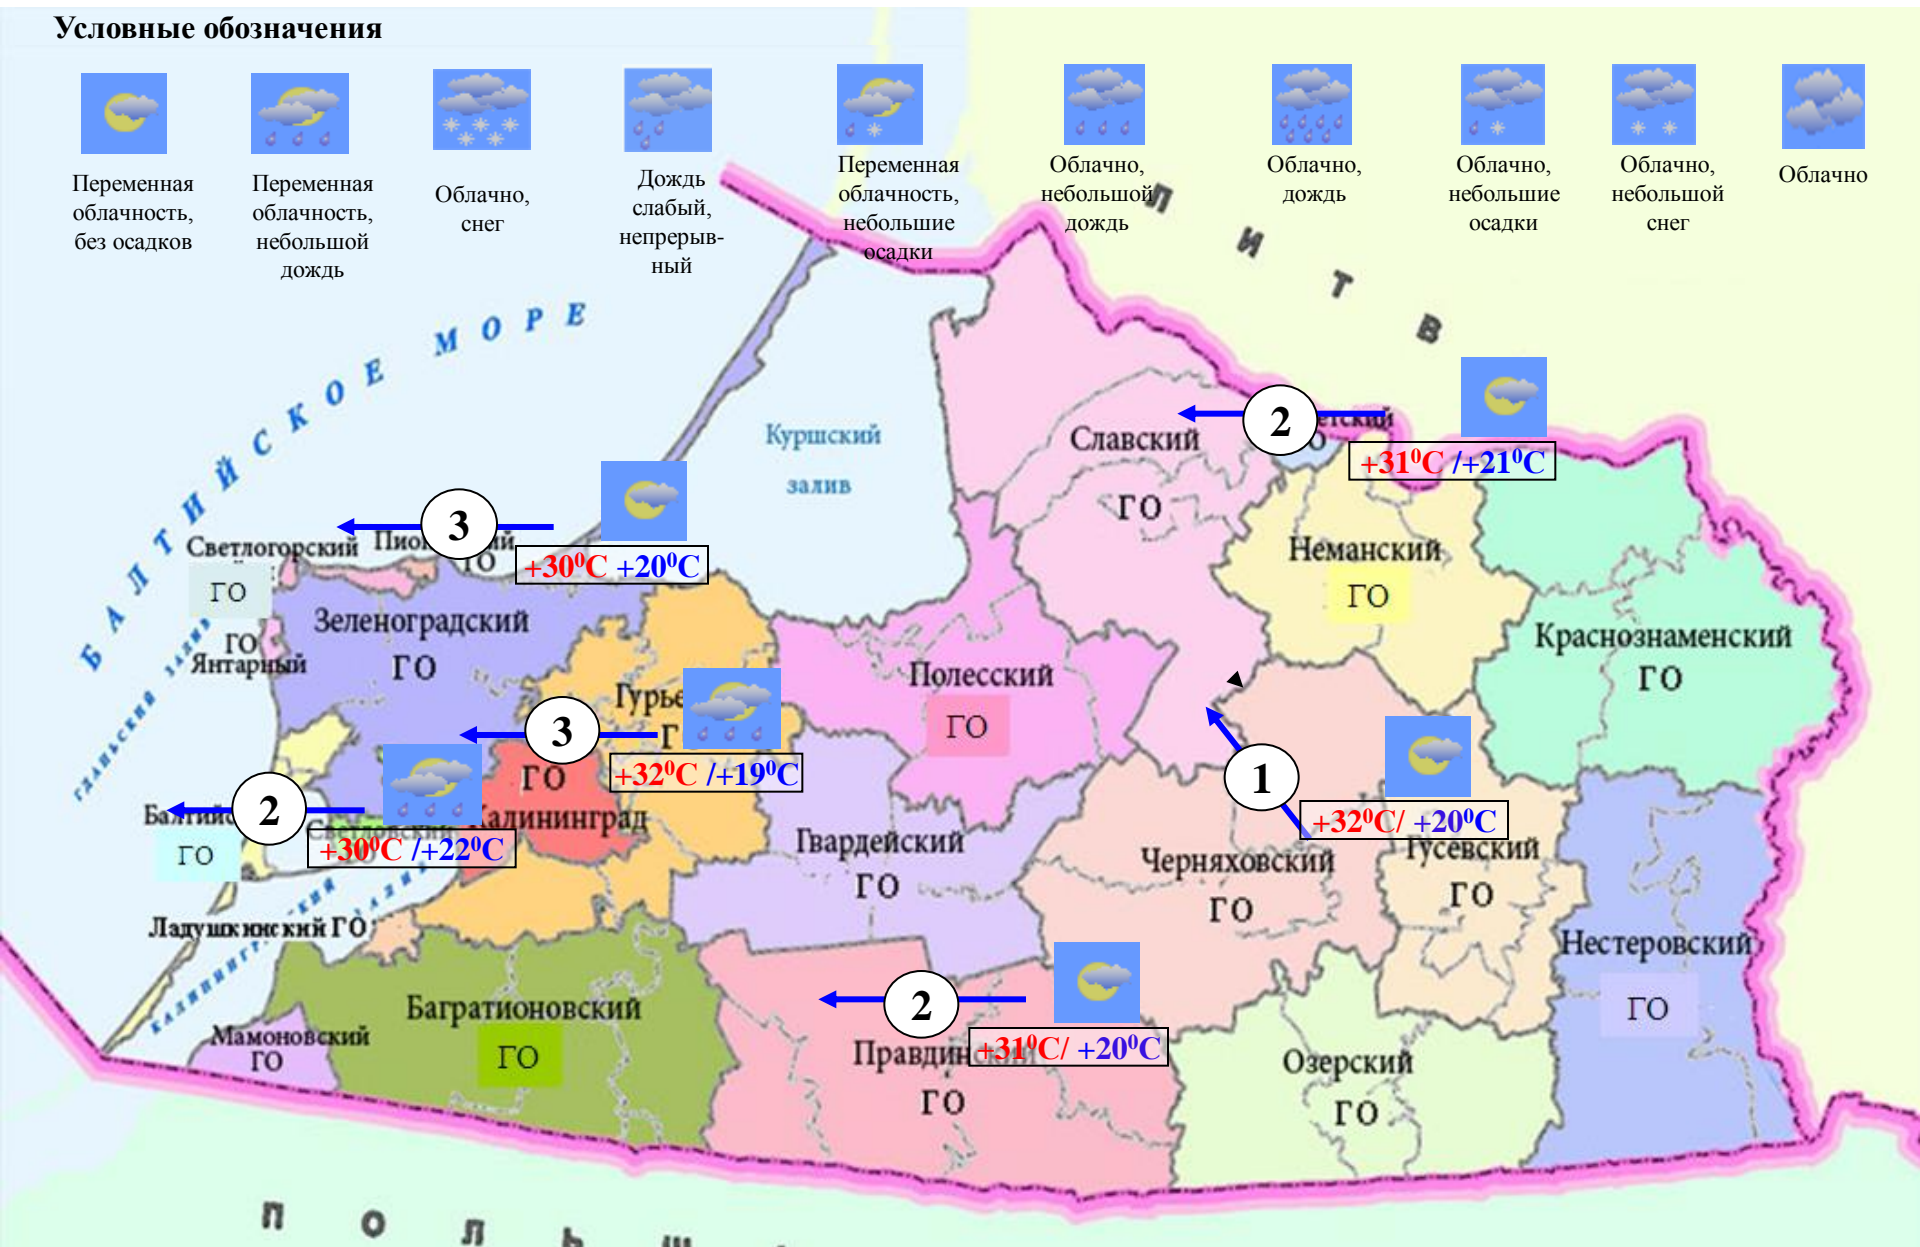 Условные обозначения
Переменная
облачность,
без осадков
Переменная
облачность,
небольшой
дождь
Облачно,
снег
Дождь
слабый,
непрерыв-
ный
Переменная
облачность,
небольшие
осадки
Облачно,
небольшой
дождь
Облачно,
дождь
Облачно,
небольшие
осадки
Облачно,
небольшой
снег
Облачно
ЛИТВ
БАЛТИЙСКОЕ МОРЕ
Куршский
залив
Славский
ГО
2
+31⁰С /+21⁰С
3
+30⁰С +20⁰С
Светлогорский
ГО
ГО
Янтарный
Зеленоградский
ГО
Неманский
ГО
Краснознаменский
ГО
Полесский
ГО
3
+32⁰С /+19⁰С
ГО
Калининград
2
+30⁰С /+22⁰С
ГО
1
+32⁰С/ +20⁰С
Гвардейский
ГО
Черняховский
ГО
Гусевский
ГО
Нестеровский
ГО
Ладушкинский ГО
Багратионовский
ГО
Мамоновский
ГО
2
+31⁰С/ +20⁰С
ГО
Озерский
ГО
ПОЛЬ